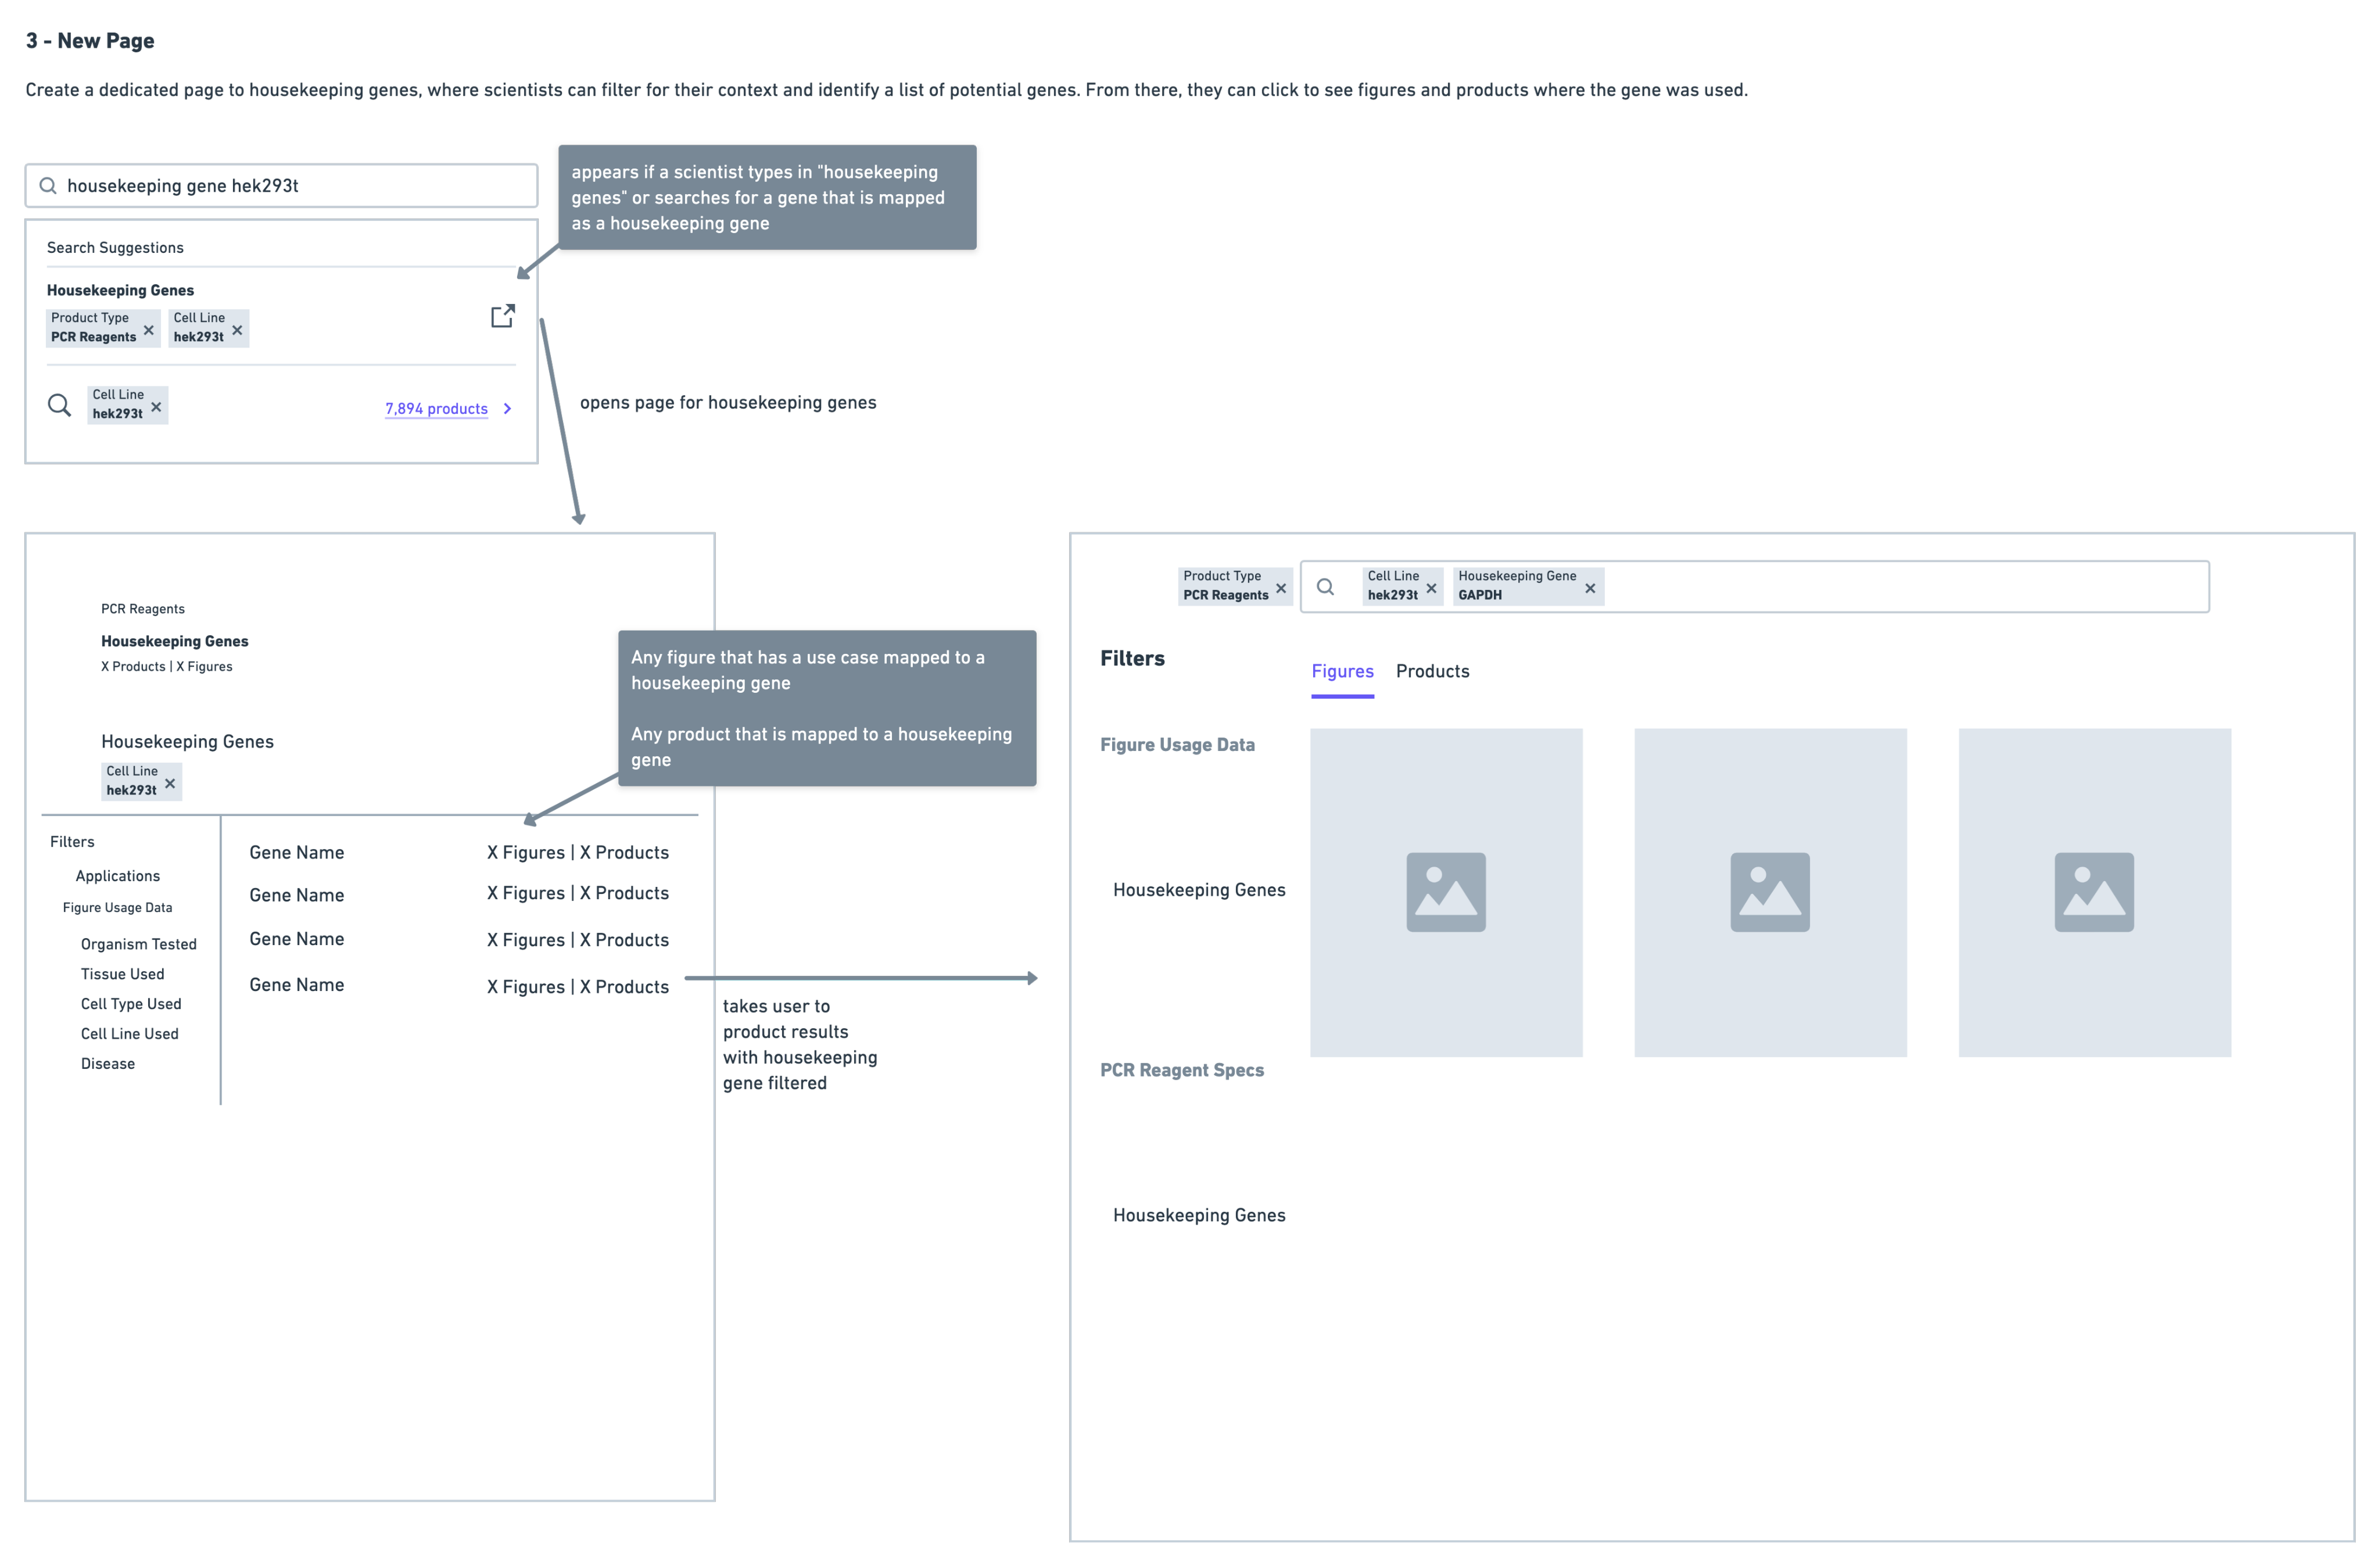 3 - New Page
Create a dedicated page to housekeeping genes, where scientists can filter for their context and identify a list of potential genes. From there, they can click to see figures and products where the gene was used.
housekeeping gene hek293t
appears if a scientist types in "housekeeping
genes" or searches for a gene that is mapped
as a housekeeping gene
Search Suggestions
Housekeeping Genes
Product Type
PCR Reagents
Cell Line
hek293t
Cell Line
hek293t
7,894 products
opens page for housekeeping genes
PCR Reagents
Housekeeping Genes
X Products | X Figures
Housekeeping Genes
Cell Line
hek293t
Any figure that has a use case mapped to a
housekeeping gene
Any product that is mapped to a housekeeping
gene
Filters
Applications
Figure Usage Data
Organism Tested
Tissue Used
Cell Type Used
Cell Line Used
Disease
Gene Name X Figures | X Products
Gene Name X Figures | X Products
Gene Name X Figures | X Products
Gene Name X Figures | X Products
takes user to
product results
with housekeeping
gene filtered
Product Type
PCR Reagents
Cell Line
hek293t
Housekeeping Gene
GAPDH
Filters
Figures Products
Figure Usage Data
Housekeeping Genes
PCR Reagent Specs
Housekeeping Genes